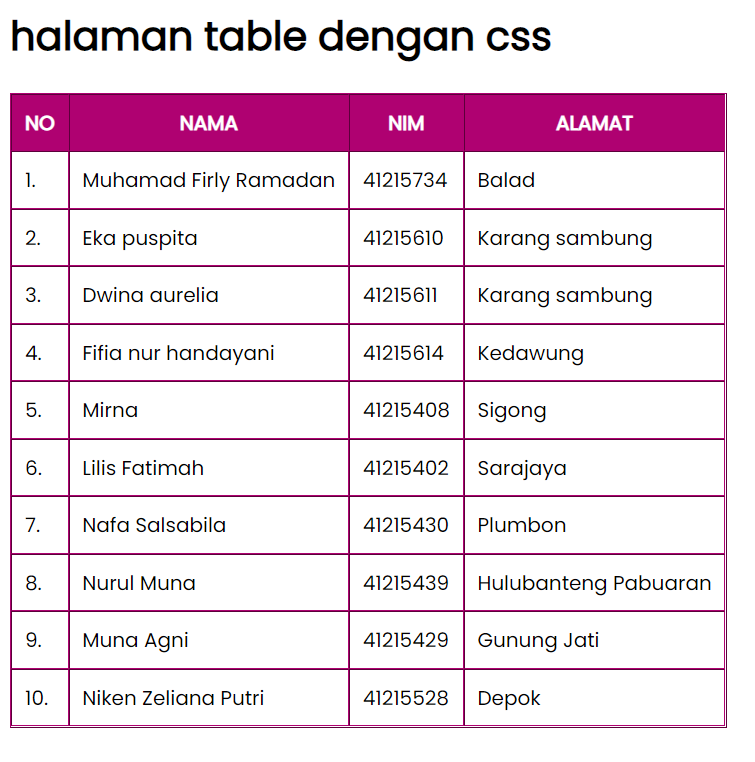 halaman table dengan css
NO NAMA NIM ALAMAT
1. Muhamad Firly Ramadan 41215734 Balad
2. Eka puspita 41215610 Karang sambung
3. Dwina aurelia 41215611 Karang sambung
4. Fifia nur handayani 41215614 Kedawung
5. Mirna 41215408 Sigong
6. Lilis Fatimah 41215402 Sarajaya
7. Nafa Salsabila 41215430 Plumbon
8. Nurul Muna 41215439 Hulubanteng Pabuaran
9. Muna Agni 41215429 Gunung Jati
10. Niken Zeliana Putri 41215528 Depok